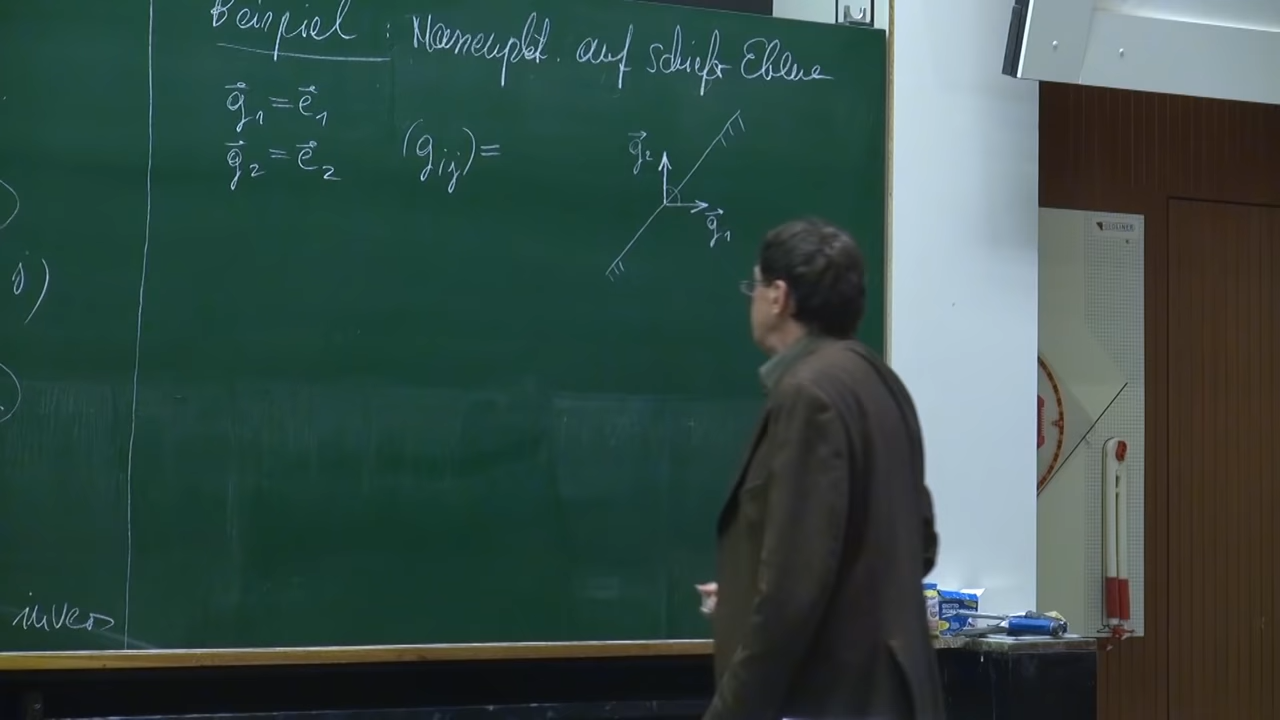 Beispiel : Massenpkt. auf schiefer Ebene
g⃗₁ = e⃗₁
g⃗₂ = e⃗₂ (gᵢⱼ) =
g⃗₂
g⃗₁
j)
invers